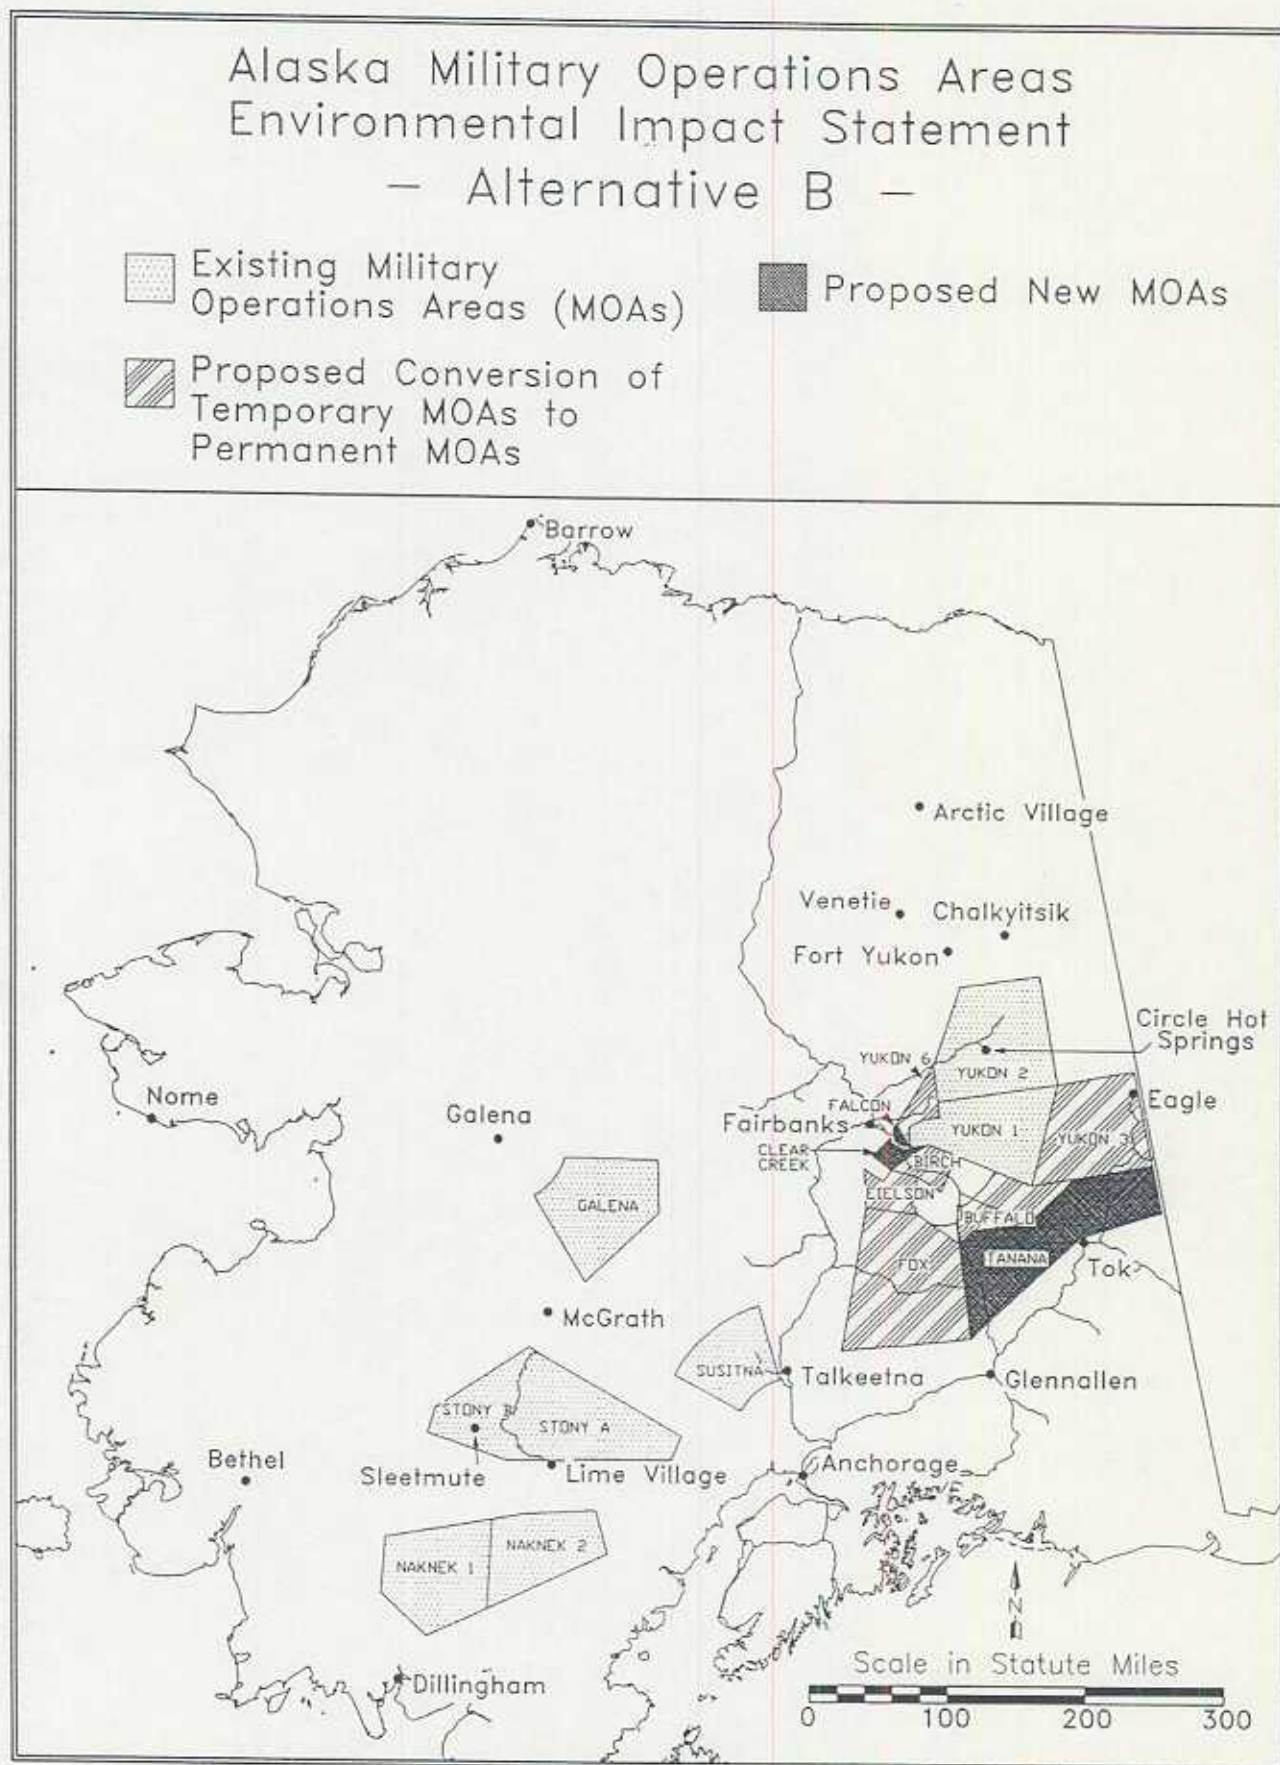 Alaska Military Operations Areas
Environmental Impact Statement
— Alternative B —
Existing Military
Operations Areas (MOAs)
Proposed New MOAs
Proposed Conversion of
Temporary MOAs to
Permanent MOAs
Barrow
Arctic Village
Venetie
Chalkyitsik
Fort Yukon
Circle Hot
Springs
YUKON 6
YUKON 2
Nome
Galena
FALCON
Fairbanks
YUKON 1
Eagle
YUKON 3
CLEAR
CREEK
BIRCH
EIELSON
GALENA
BUFFALO
TANANA
FOX
Tok
McGrath
SUSITNA
Talkeetna
Glennallen
STONY B
STONY A
Bethel
Sleetmute
Lime Village
Anchorage
NAKNEK 1
NAKNEK 2
N
Dillingham
Scale in Statute Miles
0 100 200 300